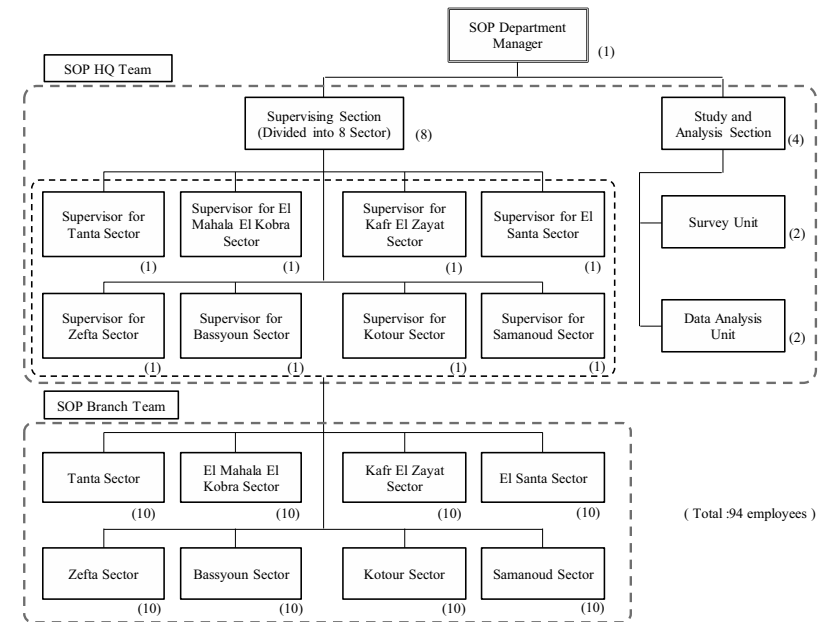 SOP Department
Manager
(1)
SOP HQ Team
Supervising Section
(Divided into 8 Sector)
(8)
Study and
Analysis Section
(4)
Supervisor for
Tanta Sector
(1)
Supervisor for El
Mahala El Kobra
Sector
(1)
Supervisor for
Kafr El Zayat
Sector
(1)
Supervisor for El
Santa Sector
(1)
Survey Unit
(2)
Supervisor for
Zefta Sector
(1)
Supervisor for
Bassyoun Sector
(1)
Supervisor for
Kotour Sector
(1)
Supervisor for
Samanoud Sector
(1)
Data Analysis
Unit
(2)
SOP Branch Team
Tanta Sector
(10)
El Mahala El
Kobra Sector
(10)
Kafr El Zayat
Sector
(10)
El Santa Sector
(10)
( Total :94 employees )
Zefta Sector
(10)
Bassyoun Sector
(10)
Kotour Sector
(10)
Samanoud Sector
(10)